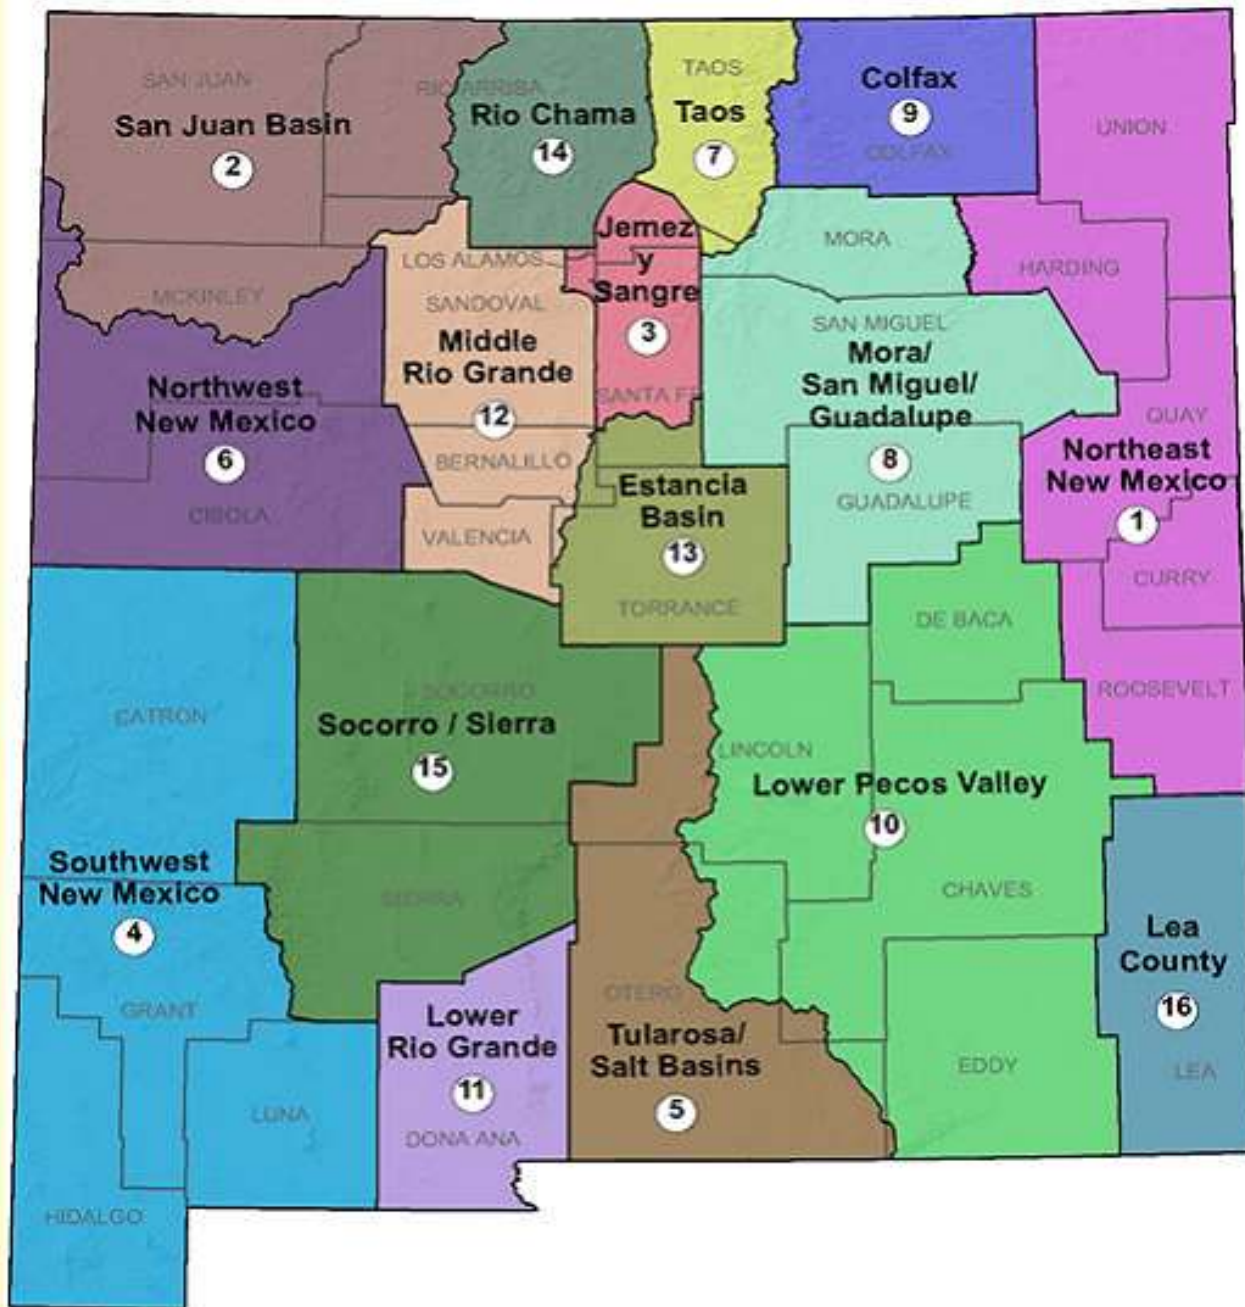 SAN JUAN
San Juan Basin
2
RIO ARRIBA
Rio Chama
14
TAOS
Taos
7
Colfax
9
COLFAX
UNION
Jemez
y
Sangre
3
SANTA FE
MORA
HARDING
MCKINLEY
LOS ALAMOS
SANDOVAL
Middle
Rio Grande
12
BERNALILLO
VALENCIA
Northwest
New Mexico
6
CIBOLA
SAN MIGUEL
Mora/
San Miguel/
Guadalupe
8
GUADALUPE
QUAY
Northeast
New Mexico
1
CURRY
ROOSEVELT
Estancia
Basin
13
TORRANCE
DE BACA
CATRON
SOCORRO
Socorro / Sierra
15
SIERRA
LINCOLN
Lower Pecos Valley
10
CHAVES
EDDY
Southwest
New Mexico
4
GRANT
LUNA
HIDALGO
Lower
Rio Grande
11
DONA ANA
OTERO
Tularosa/
Salt Basins
5
Lea
County
16
LEA